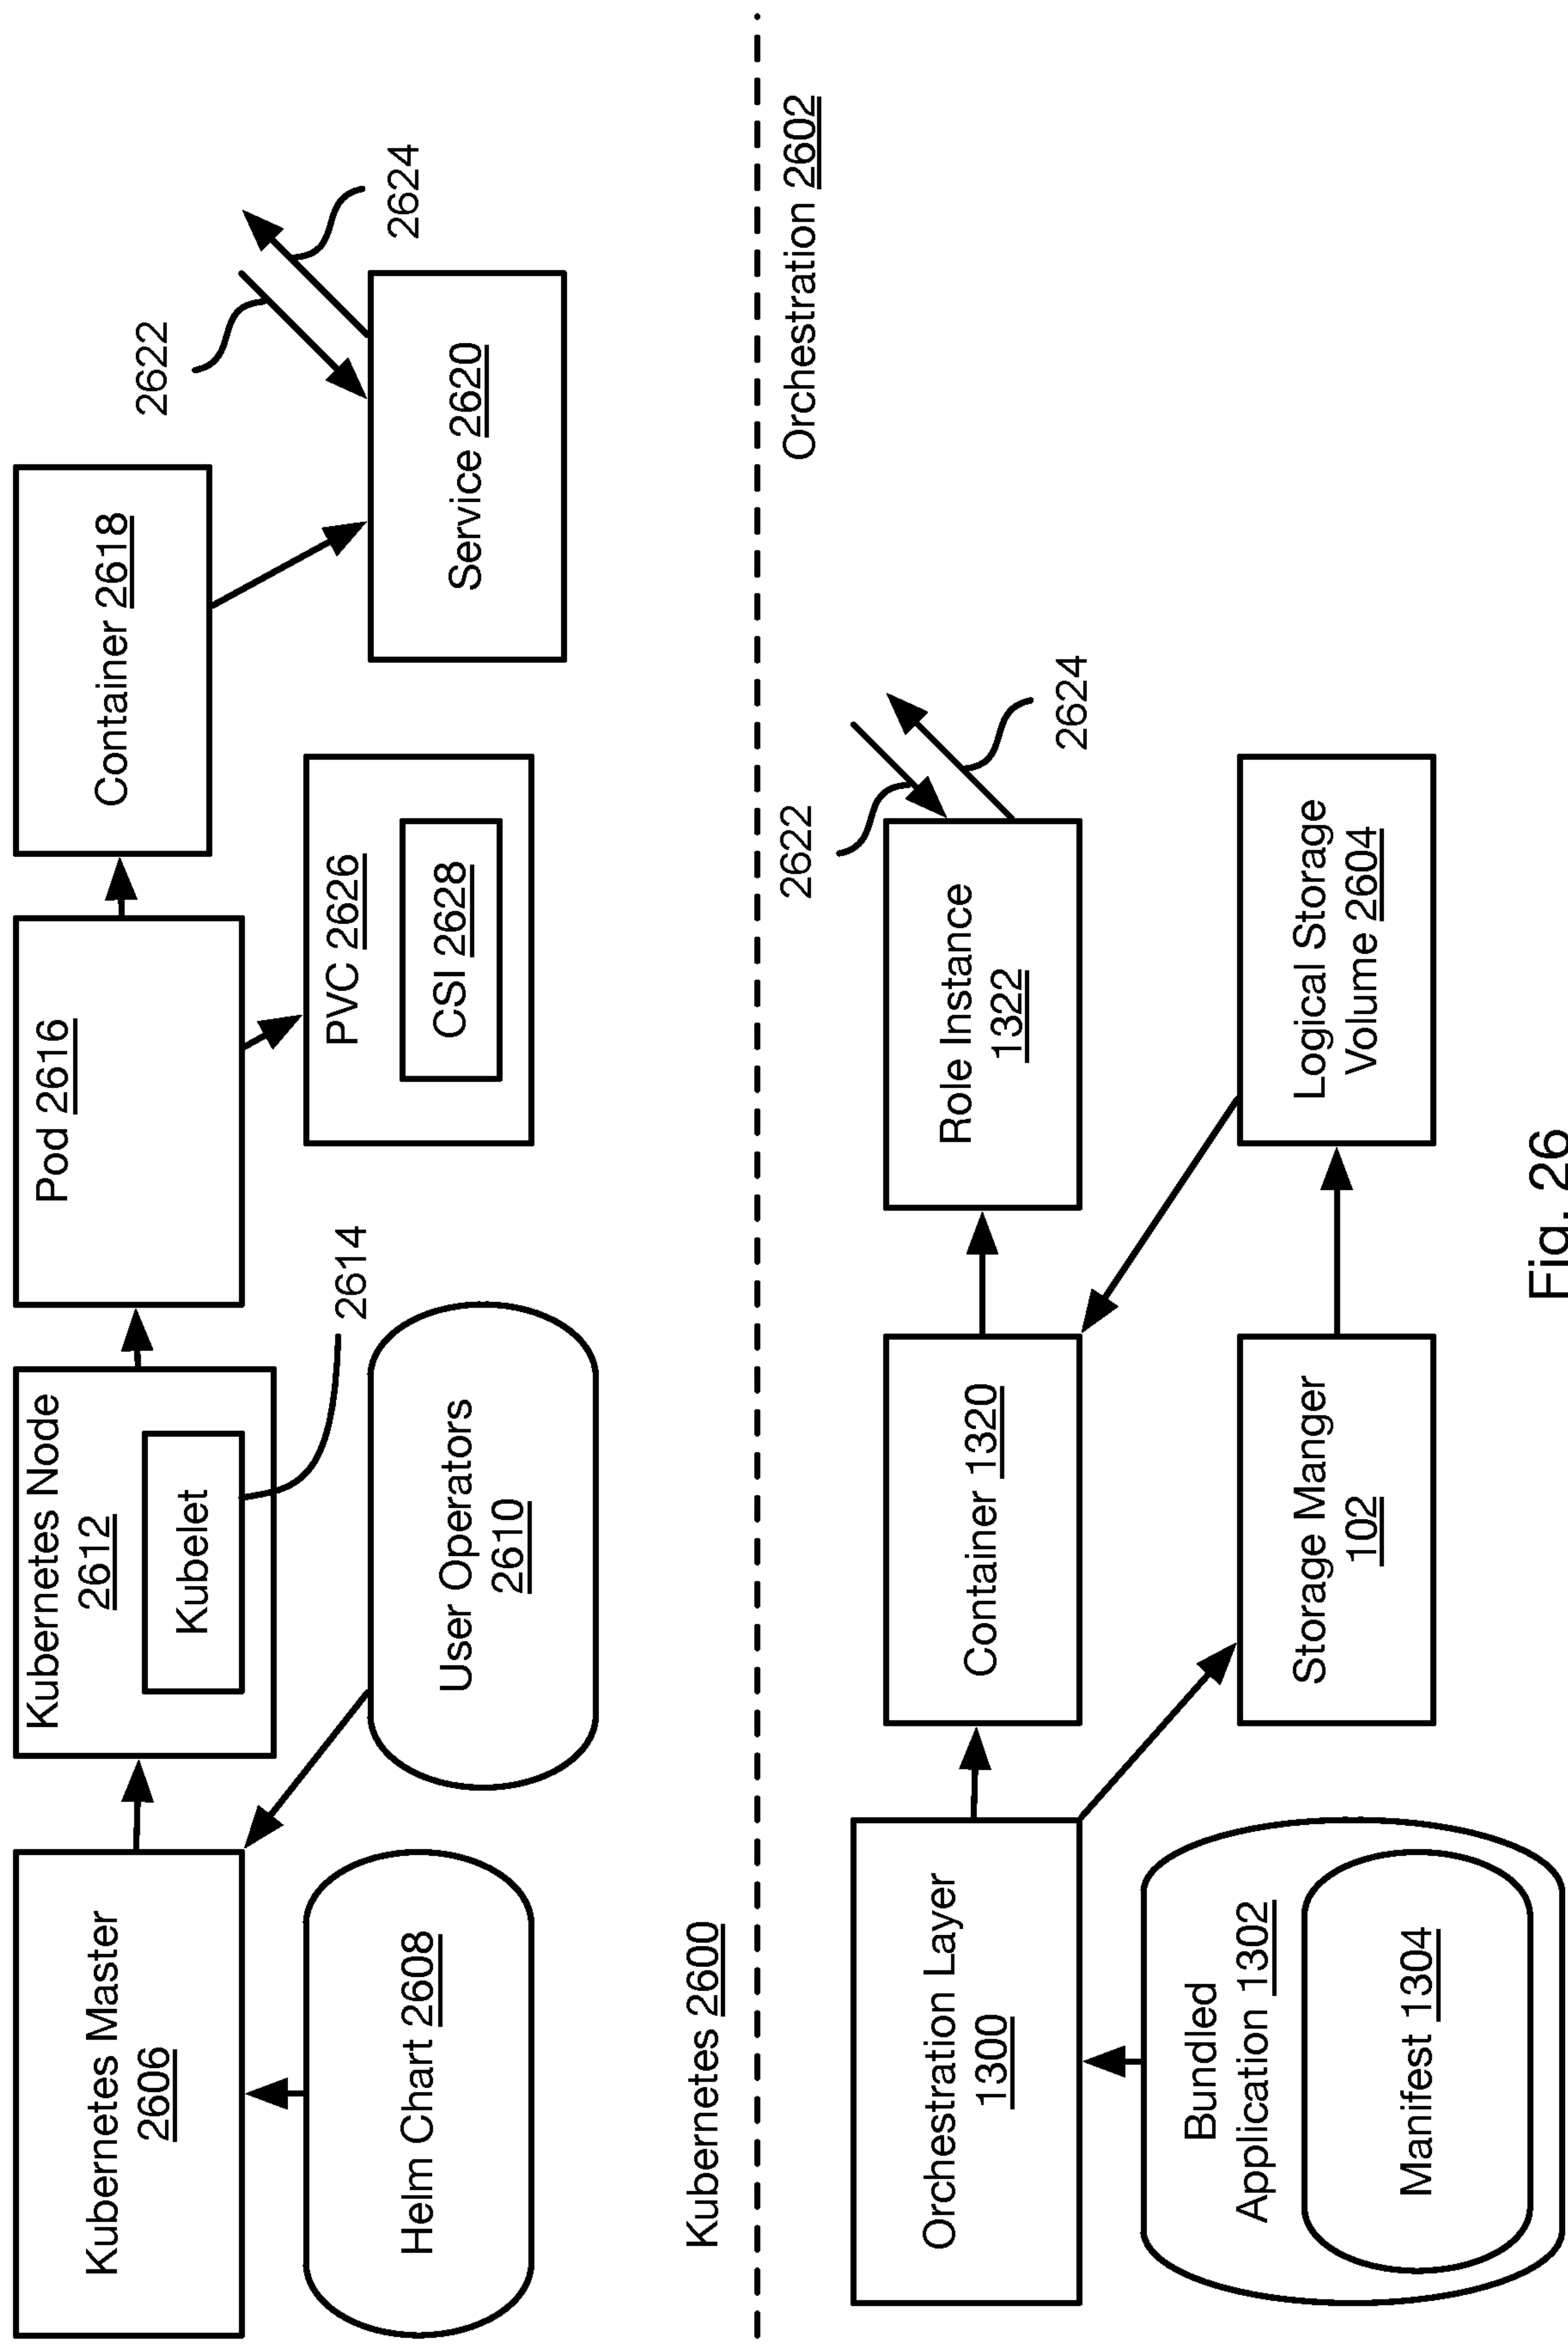 Kubernetes Master
2606
Kubernetes Node
2612
Kubelet
2614
Pod 2616
Container 2618
2622
2624
Helm Chart 2608
User Operators
2610
PVC 2626
CSI 2628
Service 2620
Kubernetes 2600
Orchestration 2602
Orchestration Layer
1300
Container 1320
Role Instance
1322
2622
2624
Bundled
Application 1302
Manifest 1304
Storage Manger
102
Logical Storage
Volume 2604
Fig. 26